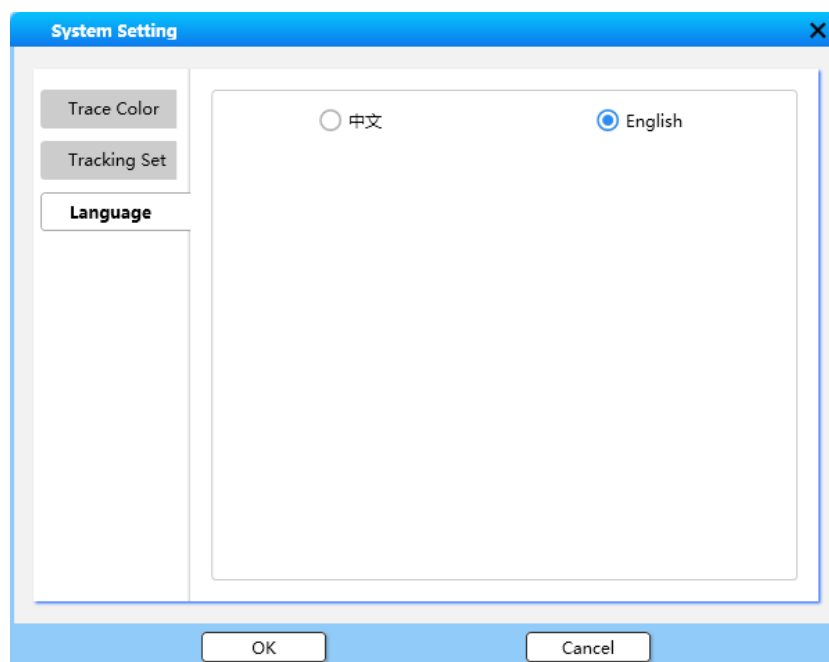 System Setting
Trace Color
Tracking Set
Language
中文
English
OK
Cancel